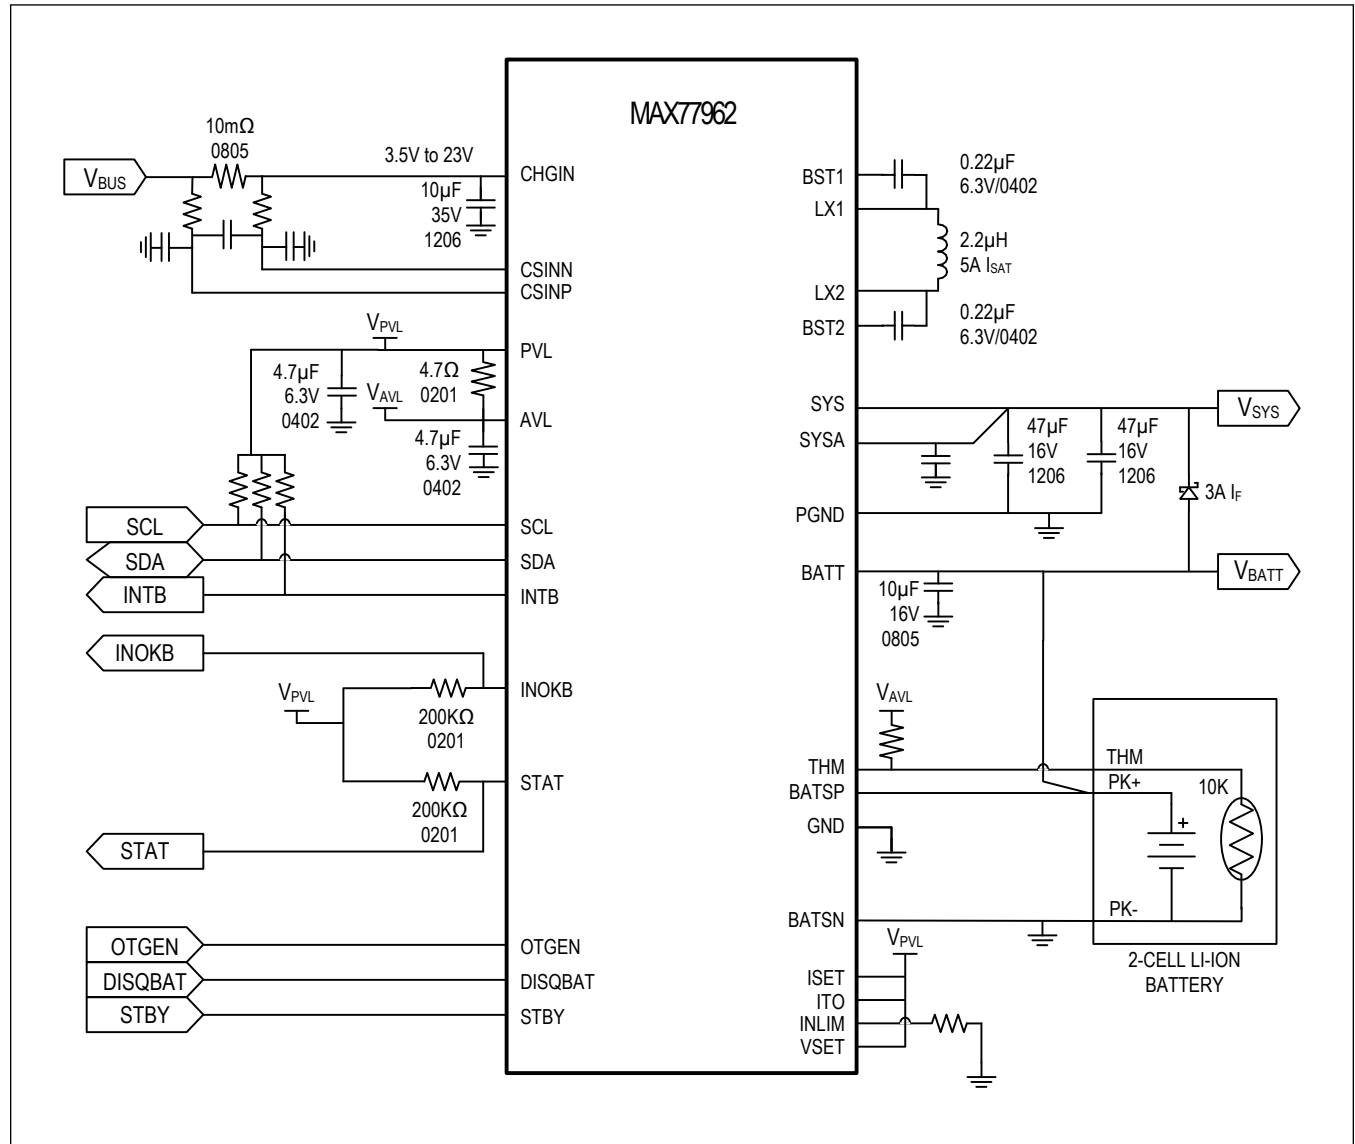 MAX77962
10mΩ
0805
3.5V to 23V
VBUS
10µF
35V
1206
CHGIN
CSINN
CSINP
VPVL
PVL
4.7µF
6.3V
0402
4.7Ω
0201
VAVL
AVL
4.7µF
6.3V
0402
SCL
SCL
SDA
SDA
INTB
INTB
INOKB
INOKB
VPVL
200KΩ
0201
STAT
200KΩ
0201
STAT
OTGEN
OTGEN
DISQBAT
DISQBAT
STBY
STBY
BST1
0.22µF
6.3V/0402
LX1
2.2µH
5A ISAT
LX2
BST2
0.22µF
6.3V/0402
SYS
VSYS
SYSA
47µF
16V
1206
47µF
16V
1206
3A IF
PGND
BATT
VBATT
10µF
16V
0805
VAVL
THM
THM
BATSP
PK+
10K
GND
+
BATSN
PK-
2-CELL LI-ION
BATTERY
VPVL
ISET
ITO
INLIM
VSET